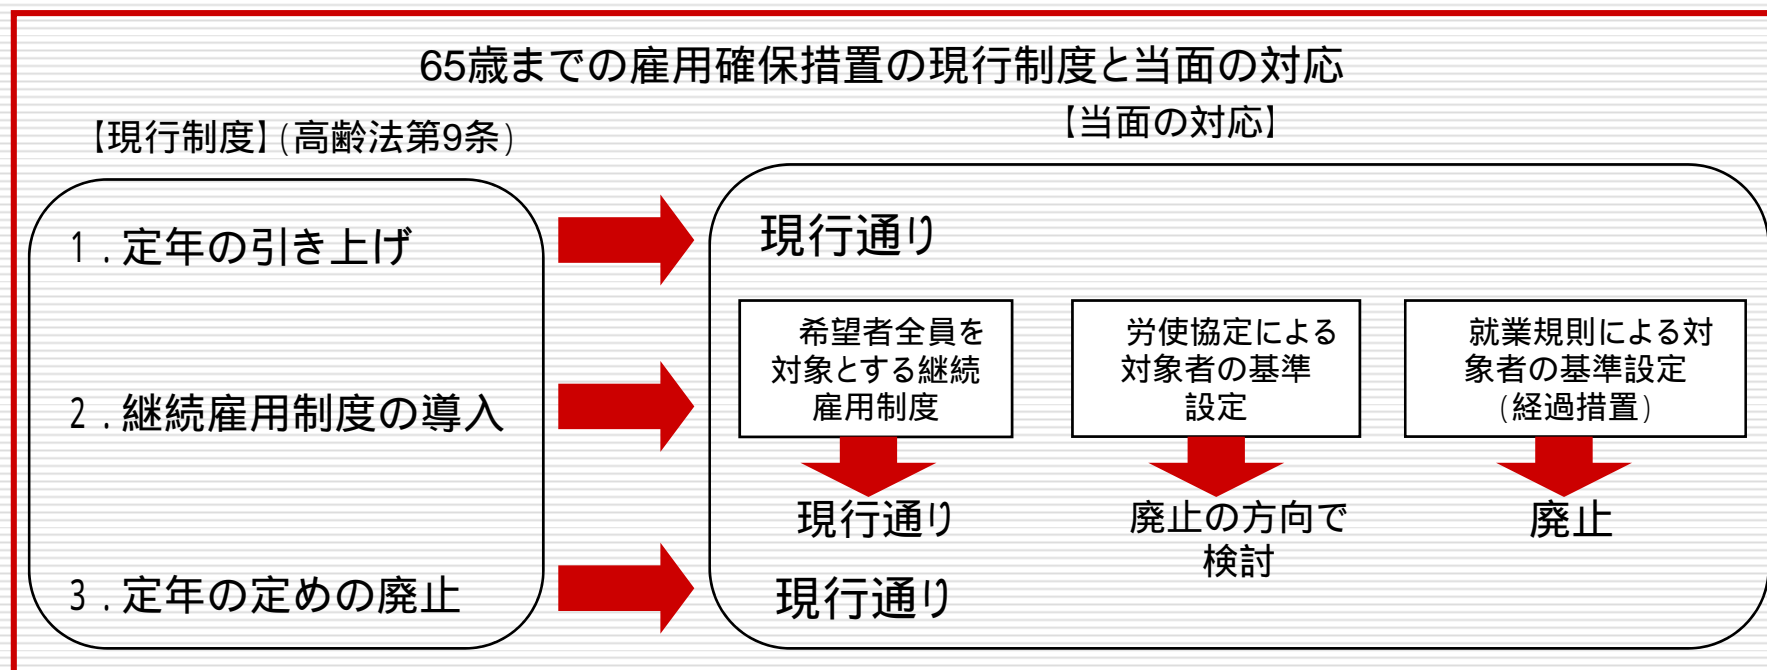 65歳までの雇用確保措置の現行制度と当面の対応
【現行制度】(高齢法第9条)
【当面の対応】
1．定年の引き上げ
現行通り
2．継続雇用制度の導入
希望者全員を
対象とする継続
雇用制度
現行通り
労使協定による
対象者の基準
設定
廃止の方向で
検討
就業規則による対
象者の基準設定
(経過措置)
廃止
3．定年の定めの廃止
現行通り